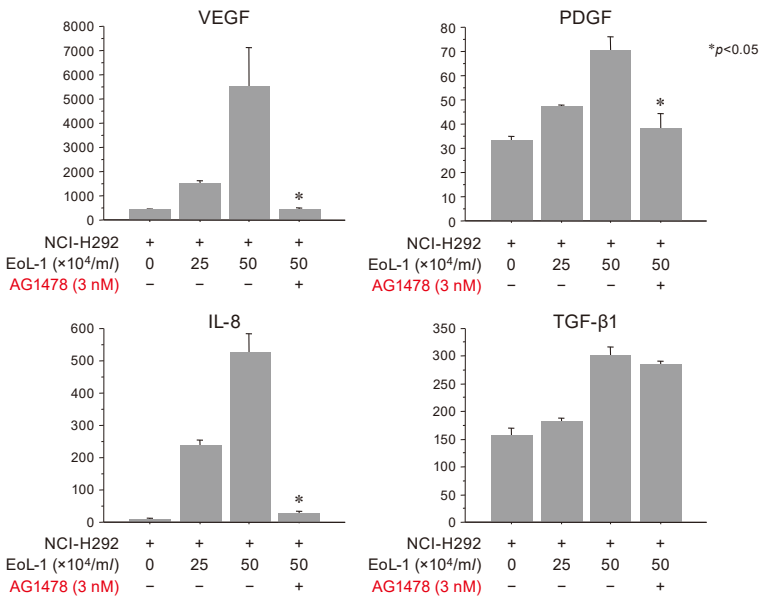 VEGF
8000
7000
6000
5000
4000
3000
2000
1000
0
*
NCI-H292 + + + +
EoL-1 (×10⁴/ml) 0 25 50 50
AG1478 (3 nM) − − − +
PDGF
*p<0.05
80
70
60
50
40
30
20
10
0
*
NCI-H292 + + + +
EoL-1 (×10⁴/ml) 0 25 50 50
AG1478 (3 nM) − − − +
IL-8
600
500
400
300
200
100
0
*
NCI-H292 + + + +
EoL-1 (×10⁴/ml) 0 25 50 50
AG1478 (3 nM) − − − +
TGF-β1
350
300
250
200
150
100
50
0
NCI-H292 + + + +
EoL-1 (×10⁴/ml) 0 25 50 50
AG1478 (3 nM) − − − +